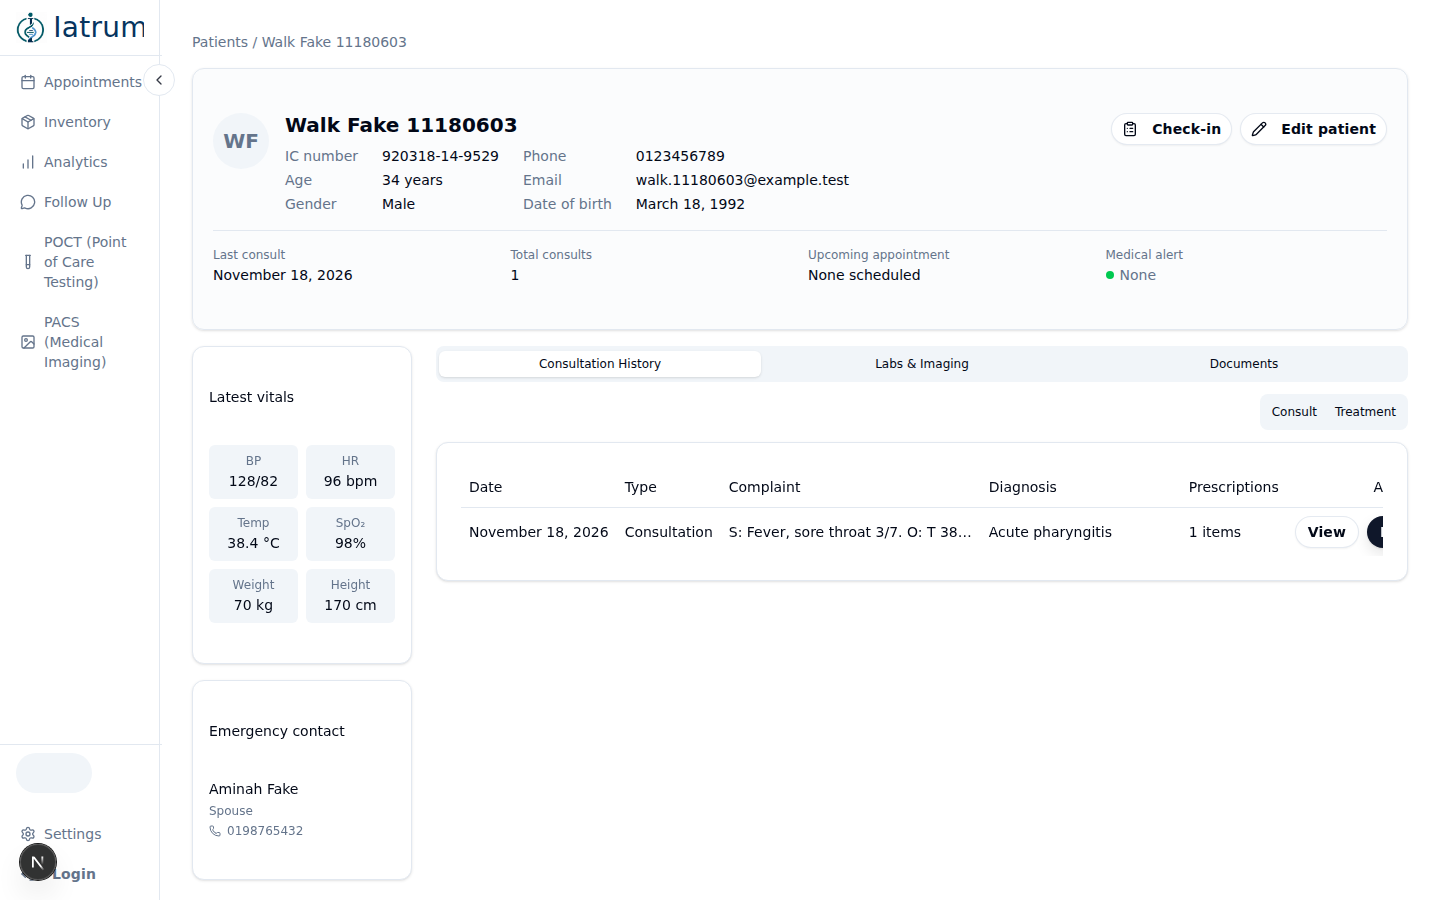 Iatrum
Appointments
Inventory
Analytics
Follow Up
POCT (Point
of Care
Testing)
PACS
(Medical
Imaging)
Settings
N
Login
Patients / Walk Fake 11180603
WF
Walk Fake 11180603
Check-in
Edit patient
IC number 920318-14-9529 Phone 0123456789
Age 34 years Email walk.11180603@example.test
Gender Male Date of birth March 18, 1992
Last consult Total consults Upcoming appointment Medical alert
November 18, 2026 1 None scheduled None
Latest vitals
BP HR
128/82 96 bpm
Temp SpO₂
38.4 °C 98%
Weight Height
70 kg 170 cm
Emergency contact
Aminah Fake
Spouse
0198765432
Consultation History Labs & Imaging Documents
Consult Treatment
Date Type Complaint Diagnosis Prescriptions A
November 18, 2026 Consultation S: Fever, sore throat 3/7. O: T 38... Acute pharyngitis 1 items View